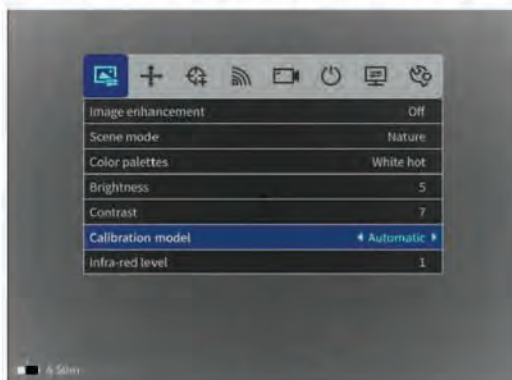 Image enhancement Off
Scene mode Nature
Color palettes White hot
Brightness 5
Contrast 7
Calibration model Automatic
Infra-red level 1